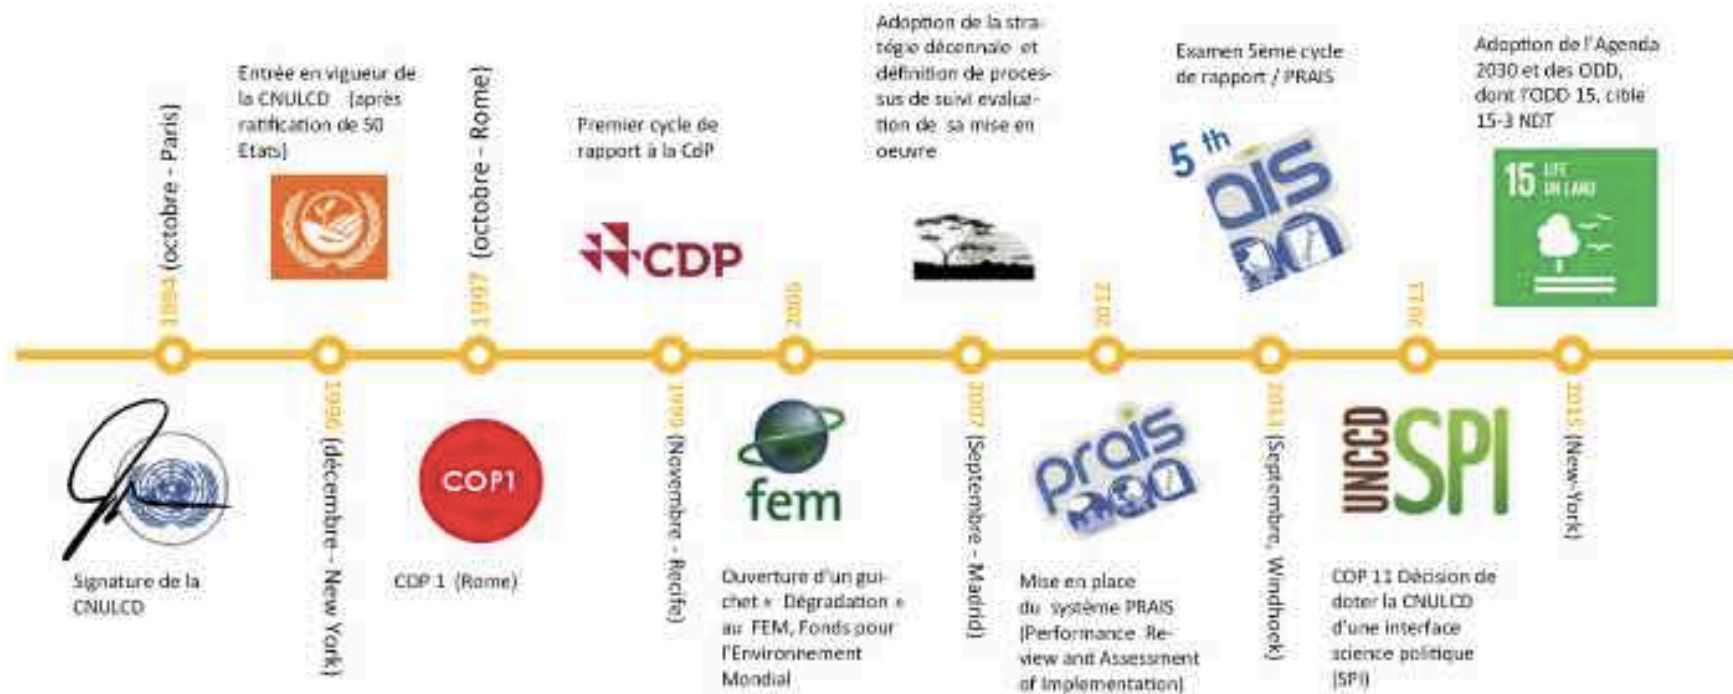 1994 (octobre - Paris)
Signature de la
CNULCD
Entrée en vigueur de
la CNULCD (après
ratification de 50
Etats)
1996 (décembre - New York)
1997 (octobre - Rome)
COP1
COP 1 (Rome)
Premier cycle de
rapport à la CdP
CDP
1999 (Novembre - Recife)
fem
Ouverture d'un gui-
chet « Dégradation »
au FEM, Fonds pour
l'Environnement
Mondial
Adoption de la stra-
tégie décennale et
définition de proces-
sus de suivi evalua-
tion de sa mise en
oeuvre
2007 (Septembre - Madrid)
2012
prais
Mise en place
du système PRAIS
(Performance Re-
view and Assessment
of Implementation)
Examen 5ème cycle
de rapport / PRAIS
5 th
ais
(Septembre, Windhoek)
UNCCD
SPI
COP 11 Décision de
doter la CNULCD
d'une interface
science politique
(SPI)
Adoption de l'Agenda
2030 et des ODD,
dont l'ODD 15, cible
15-3 NDT
15 LIFE
ON LAND
2015 (New-York)